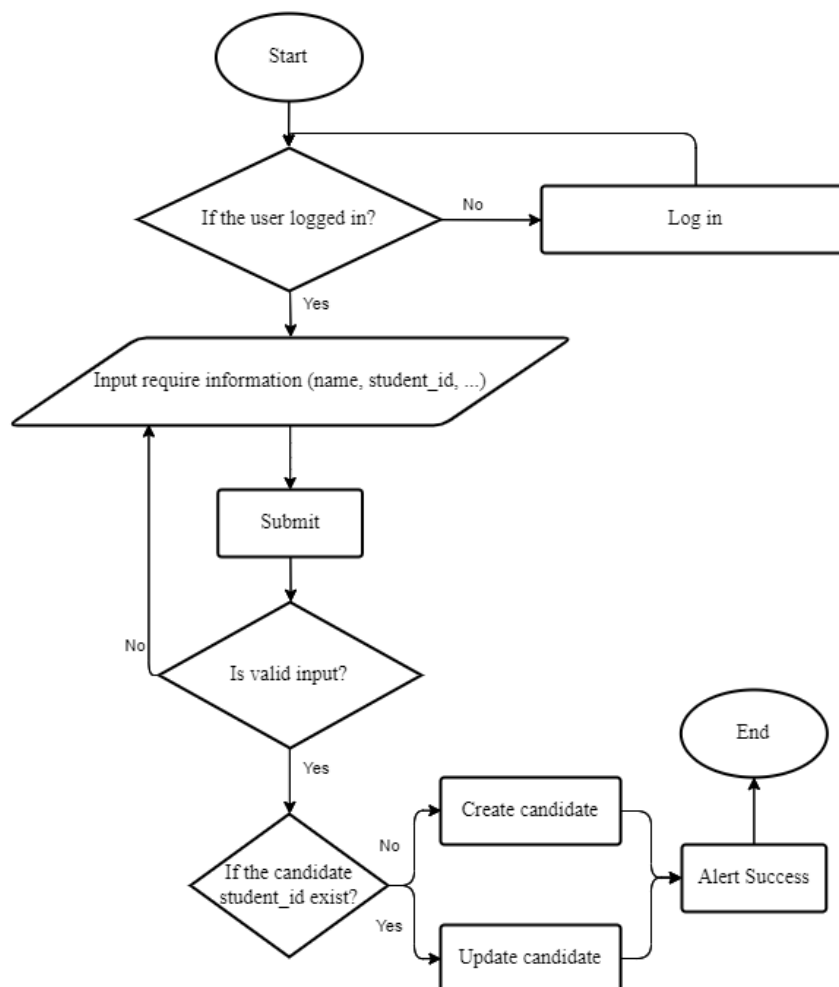 Start
If the user logged in?
No
Log in
Yes
Input require information (name, student_id, ...)
Submit
No
Is valid input?
Yes
End
Create candidate
No
If the candidate
student_id exist?
Alert Success
Yes
Update candidate